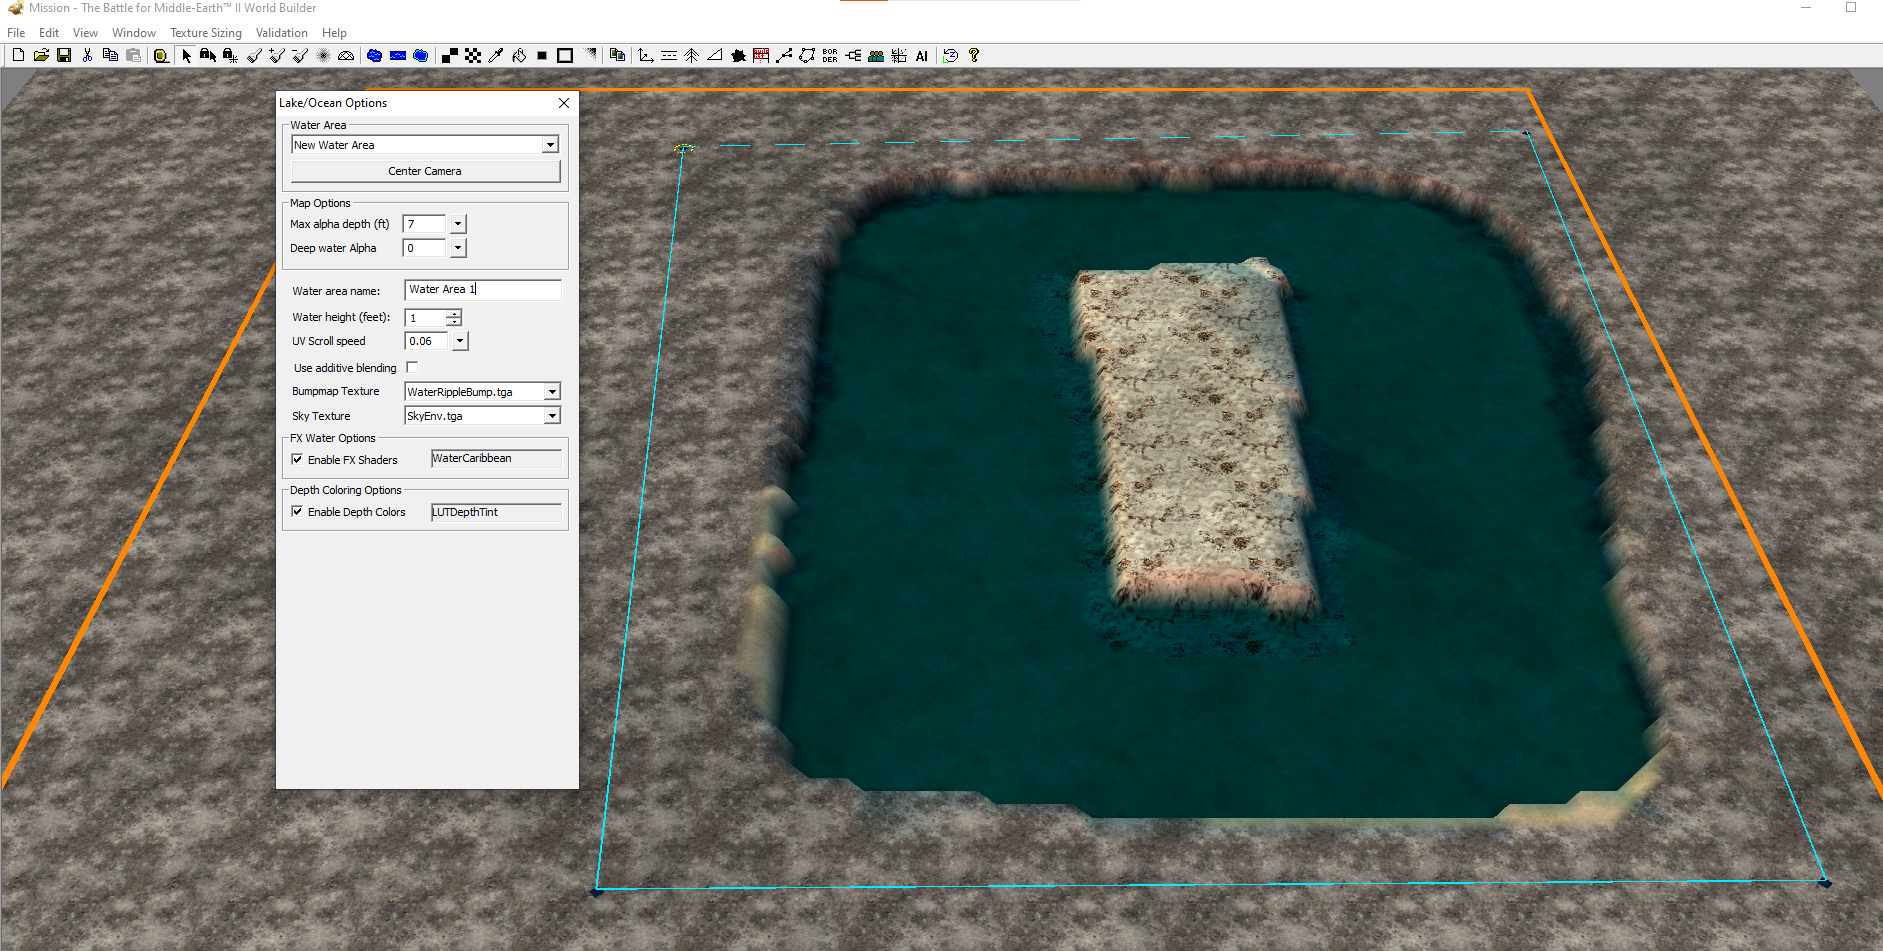 Mission - The Battle for Middle-Earth™ II World Builder
File Edit View Window Texture Sizing Validation Help
BOR
DER
AI
Lake/Ocean Options
Water Area
New Water Area
Center Camera
Map Options
Max alpha depth (ft) 7
Deep water Alpha 0
Water area name: Water Area 1
Water height (feet): 1
UV Scroll speed 0.06
Use additive blending
Bumpmap Texture WaterRippleBump.tga
Sky Texture SkyEnv.tga
FX Water Options
Enable FX Shaders WaterCaribbean
Depth Coloring Options
Enable Depth Colors LUTDepthTint